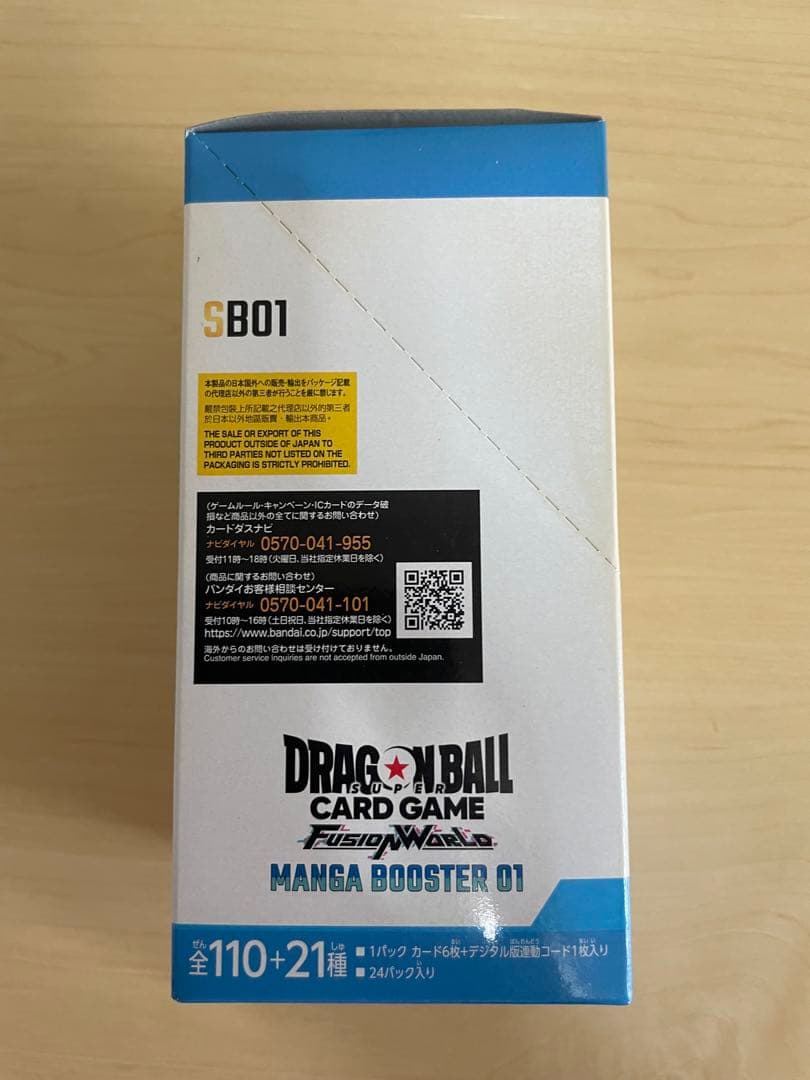 SB01
本製品の日本国外への販売・輸出をパッケージ記載
の代理店以外の第三者が行うことを厳に禁じます。
嚴禁包裝上所記載之代理店以外的第三者
於日本以外地區販賣・輸出本商品。
THE SALE OR EXPORT OF THIS
PRODUCT OUTSIDE OF JAPAN TO
THIRD PARTIES NOT LISTED ON THE
PACKAGING IS STRICTLY PROHIBITED.
(ゲームルール・キャンペーン・ICカードのデータ破
損など商品以外の全てに関するお問い合わせ)
カードダスナビ
ナビダイヤル 0570-041-955
受付11時~18時(火曜日、当社指定休業日を除く)
(商品に関するお問い合わせ)
バンダイお客様相談センター
ナビダイヤル 0570-041-101
受付10時~16時(土日祝日、当社指定休業日を除く)
https://www.bandai.co.jp/support/top
海外からのお問い合わせは受け付けておりません。
Customer service inquiries are not accepted from outside Japan.
DRAGON BALL
SUPER
CARD GAME
FUSION WORLD
MANGA BOOSTER 01
全110+21種
■ 1パック カード6枚+デジタル版連動コード1枚入り
■ 24パック入り